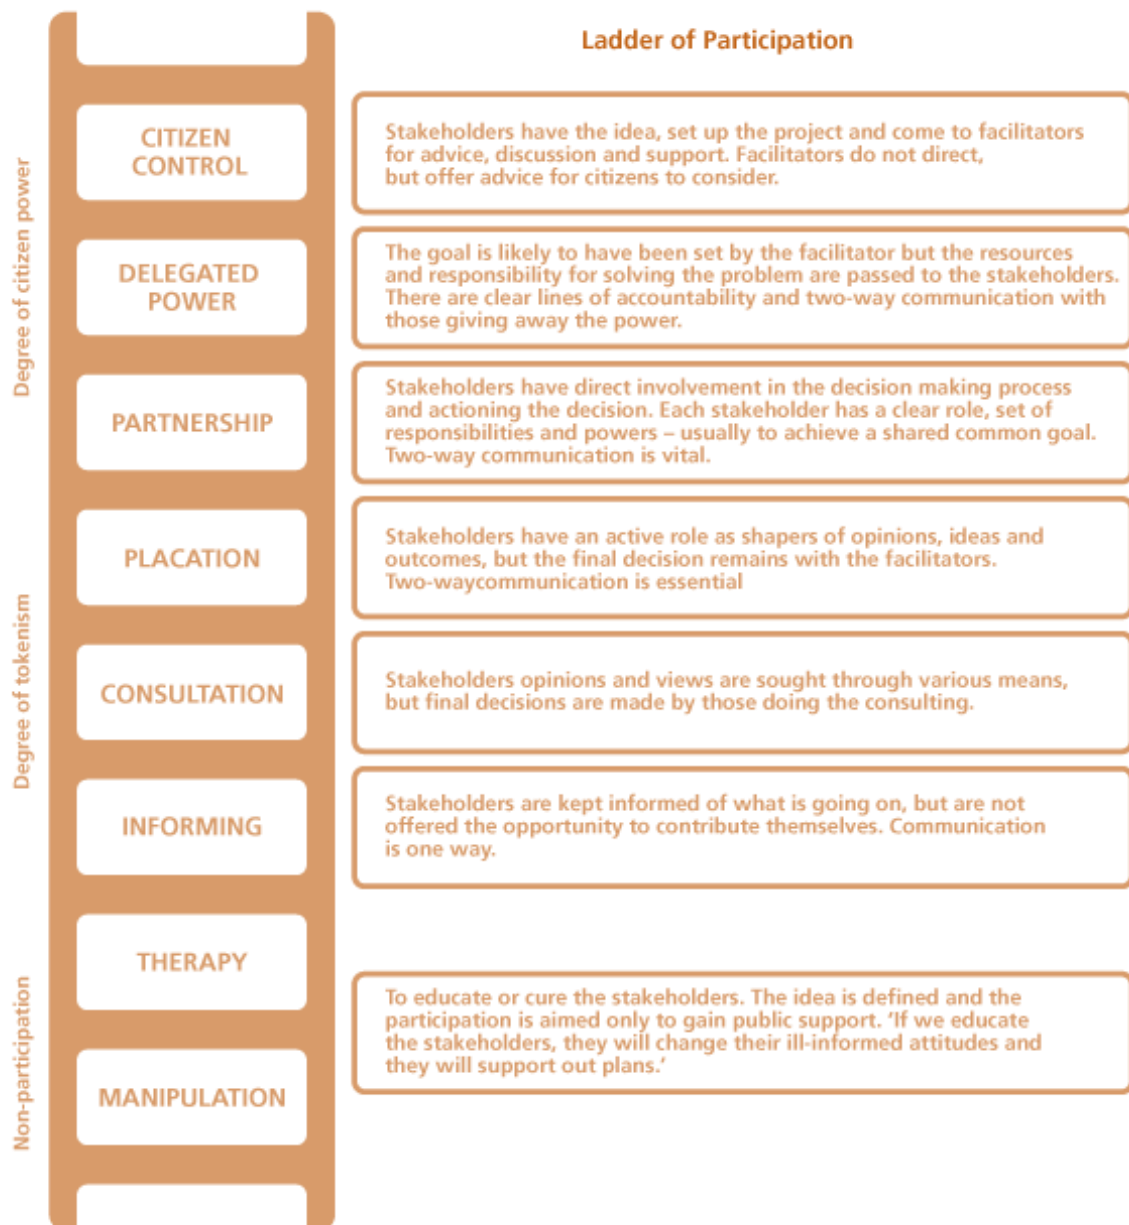 Ladder of Participation
Degree of citizen power
CITIZEN
CONTROL
Stakeholders have the idea, set up the project and come to facilitators
for advice, discussion and support. Facilitators do not direct,
but offer advice for citizens to consider.
DELEGATED
POWER
The goal is likely to have been set by the facilitator but the resources
and responsibility for solving the problem are passed to the stakeholders.
There are clear lines of accountability and two-way communication with
those giving away the power.
PARTNERSHIP
Stakeholders have direct involvement in the decision making process
and actioning the decision. Each stakeholder has a clear role, set of
responsibilities and powers – usually to achieve a shared common goal.
Two-way communication is vital.
Degree of tokenism
PLACATION
Stakeholders have an active role as shapers of opinions, ideas and
outcomes, but the final decision remains with the facilitators.
Two-waycommunication is essential
CONSULTATION
Stakeholders opinions and views are sought through various means,
but final decisions are made by those doing the consulting.
INFORMING
Stakeholders are kept informed of what is going on, but are not
offered the opportunity to contribute themselves. Communication
is one way.
Non-participation
THERAPY
MANIPULATION
To educate or cure the stakeholders. The idea is defined and the
participation is aimed only to gain public support. ‘If we educate
the stakeholders, they will change their ill-informed attitudes and
they will support out plans.’